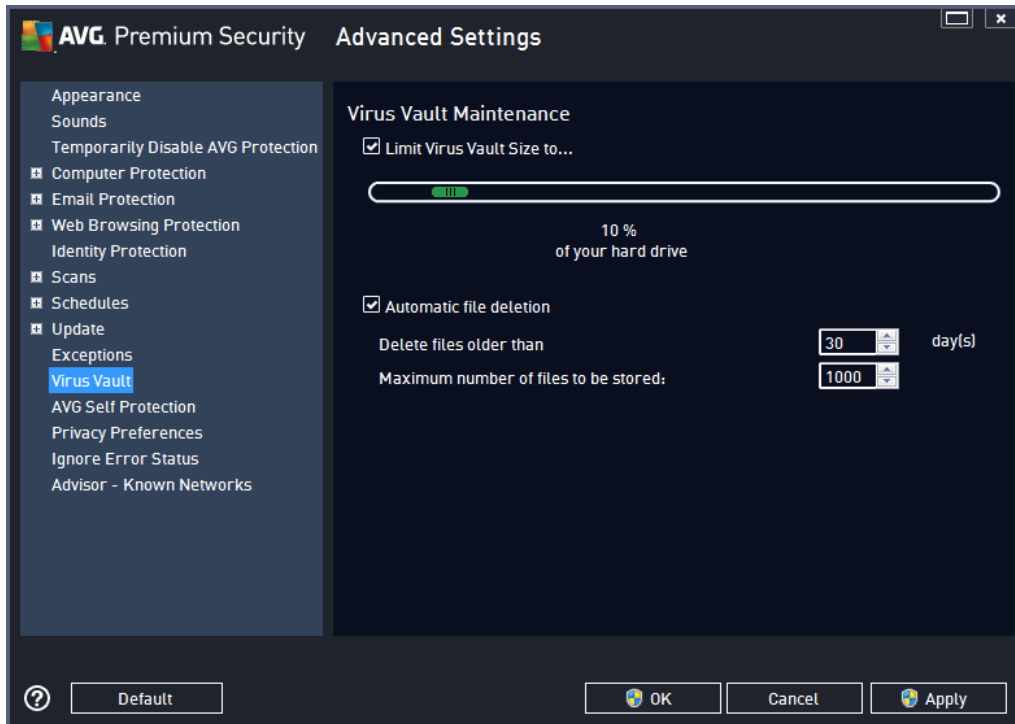 AVG. Premium Security Advanced Settings
Appearance
Sounds
Temporarily Disable AVG Protection
Computer Protection
Email Protection
Web Browsing Protection
Identity Protection
Scans
Schedules
Update
Exceptions
Virus Vault
AVG Self Protection
Privacy Preferences
Ignore Error Status
Advisor - Known Networks
Virus Vault Maintenance
Limit Virus Vault Size to...
10 %
of your hard drive
Automatic file deletion
Delete files older than 30 day(s)
Maximum number of files to be stored: 1000
? Default OK Cancel Apply